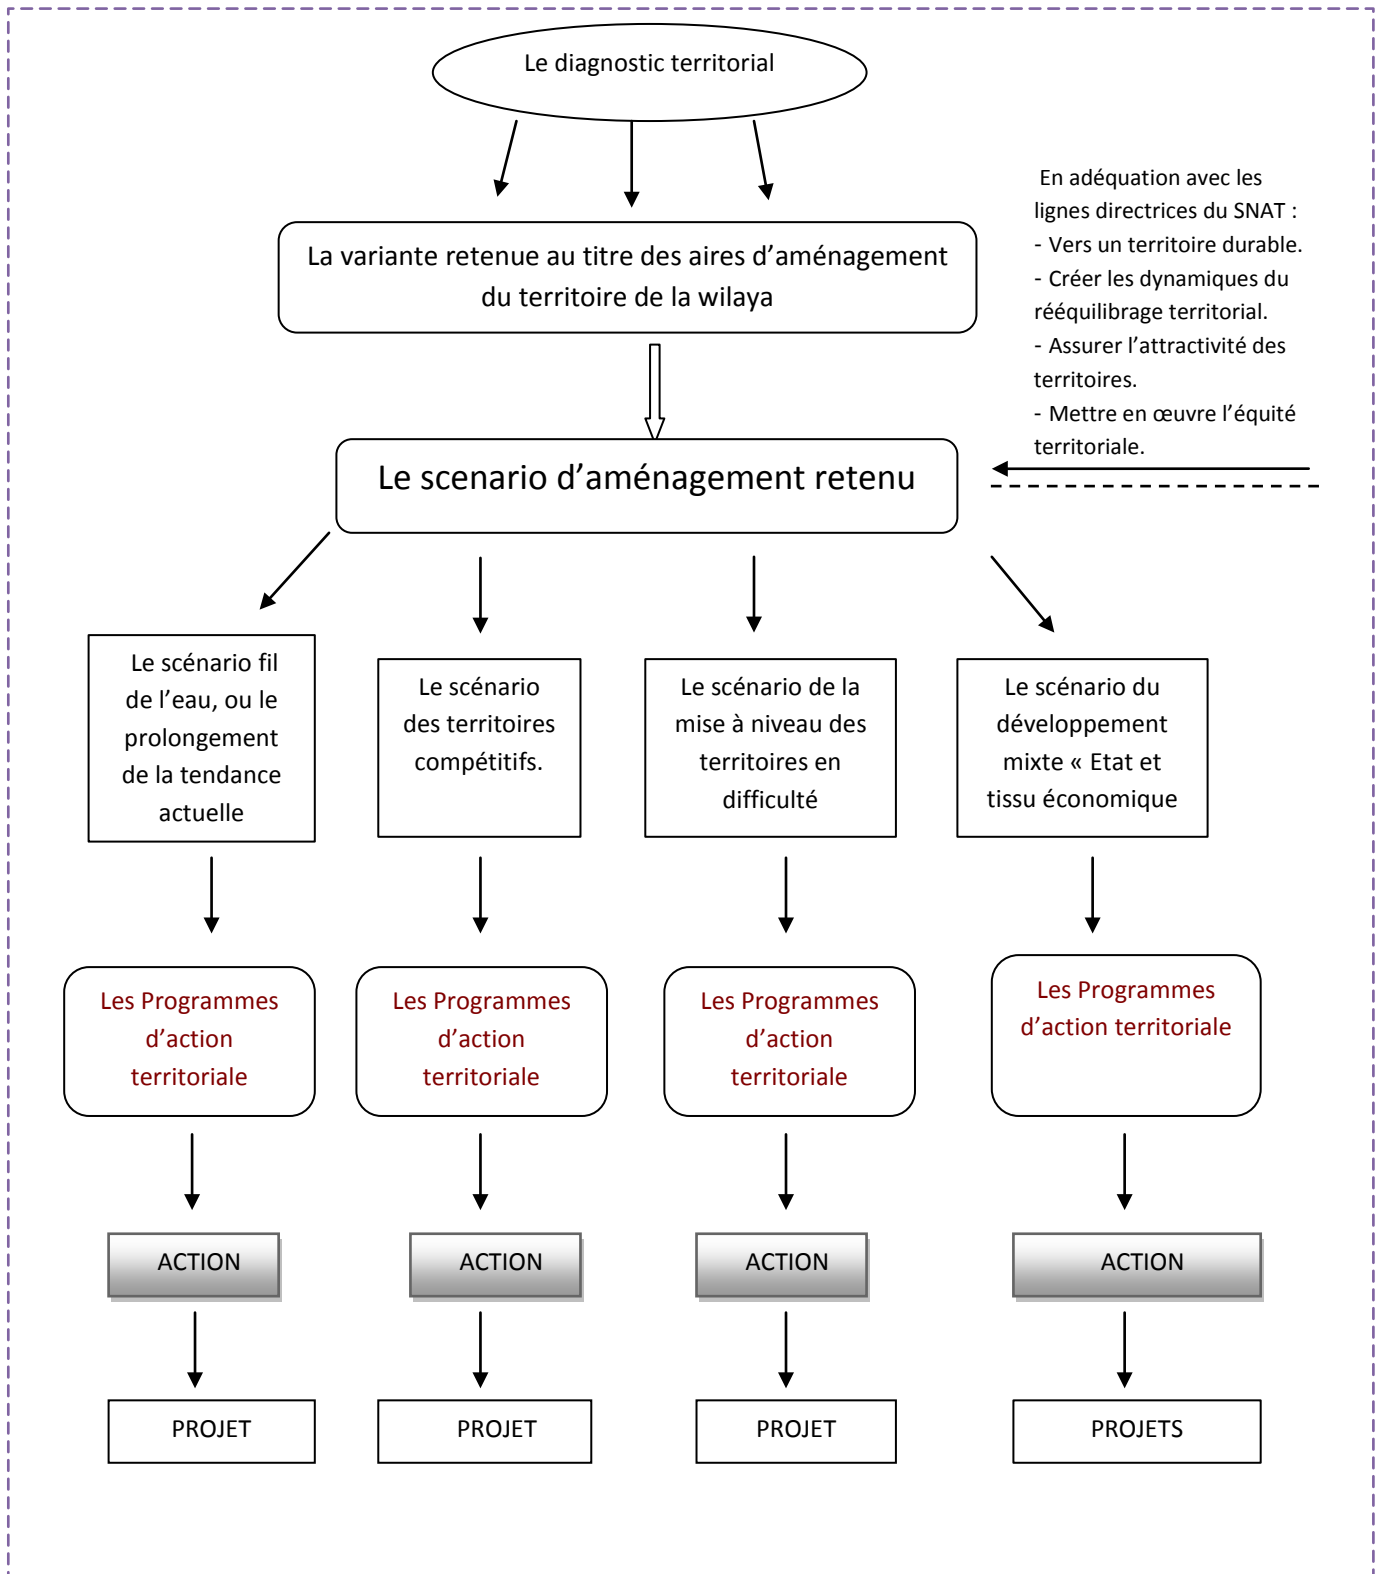 Le diagnostic territorial
En adéquation avec les
lignes directrices du SNAT :
- Vers un territoire durable.
- Créer les dynamiques du
rééquilibrage territorial.
- Assurer l’attractivité des
territoires.
- Mettre en œuvre l’équité
territoriale.
La variante retenue au titre des aires d’aménagement
du territoire de la wilaya
Le scenario d’aménagement retenu
Le scénario fil
de l’eau, ou le
prolongement
de la tendance
actuelle
Le scénario
des territoires
compétitifs.
Le scénario de la
mise à niveau des
territoires en
difficulté
Le scénario du
développement
mixte « Etat et
tissu économique
Les Programmes
d’action
territoriale
Les Programmes
d’action
territoriale
Les Programmes
d’action
territoriale
Les Programmes
d’action territoriale
ACTION
ACTION
ACTION
ACTION
PROJET
PROJET
PROJET
PROJETS